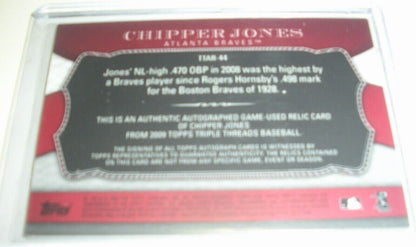 CHIPPER JONES
ATLANTA BRAVES™
TTAR-44
Jones' NL-high .470 OBP in 2008 was the highest by
a Braves player since Rogers Hornsby's .498 mark
for the Boston Braves of 1928.
THIS IS AN AUTHENTIC AUTOGRAPHED GAME-USED RELIC CARD
OF CHIPPER JONES
FROM 2009 TOPPS TRIPLE THREADS BASEBALL.
THE SIGNING OF ALL TOPPS AUTOGRAPH CARDS IS WITNESSED BY
TOPPS REPRESENTATIVES TO GUARANTEE AUTHENTICITY. THE RELICS CONTAINED
ON THIS CARD ARE NOT FROM ANY SPECIFIC GAME, EVENT OR SEASON.
Topps